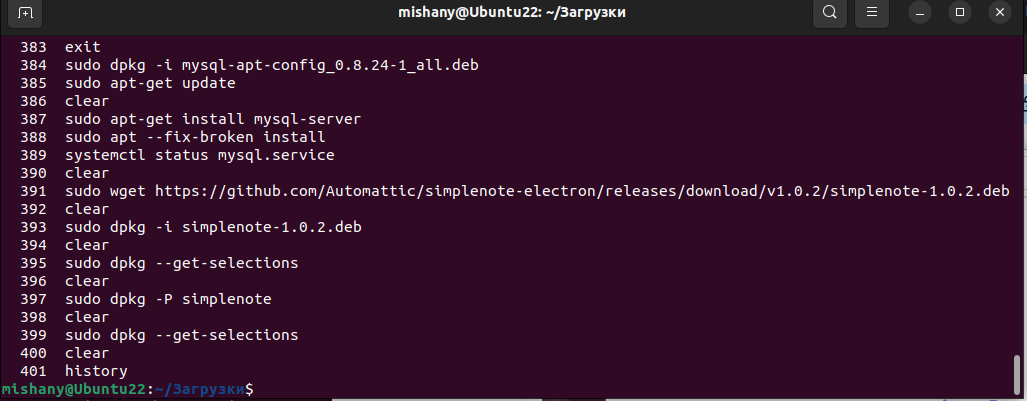 mishany@Ubuntu22: ~/Загрузки
383 exit
384 sudo dpkg -i mysql-apt-config_0.8.24-1_all.deb
385 sudo apt-get update
386 clear
387 sudo apt-get install mysql-server
388 sudo apt --fix-broken install
389 systemctl status mysql.service
390 clear
391 sudo wget https://github.com/Automattic/simplenote-electron/releases/download/v1.0.2/simplenote-1.0.2.deb
392 clear
393 sudo dpkg -i simplenote-1.0.2.deb
394 clear
395 sudo dpkg --get-selections
396 clear
397 sudo dpkg -P simplenote
398 clear
399 sudo dpkg --get-selections
400 clear
401 history
mishany@Ubuntu22:~/Загрузки$